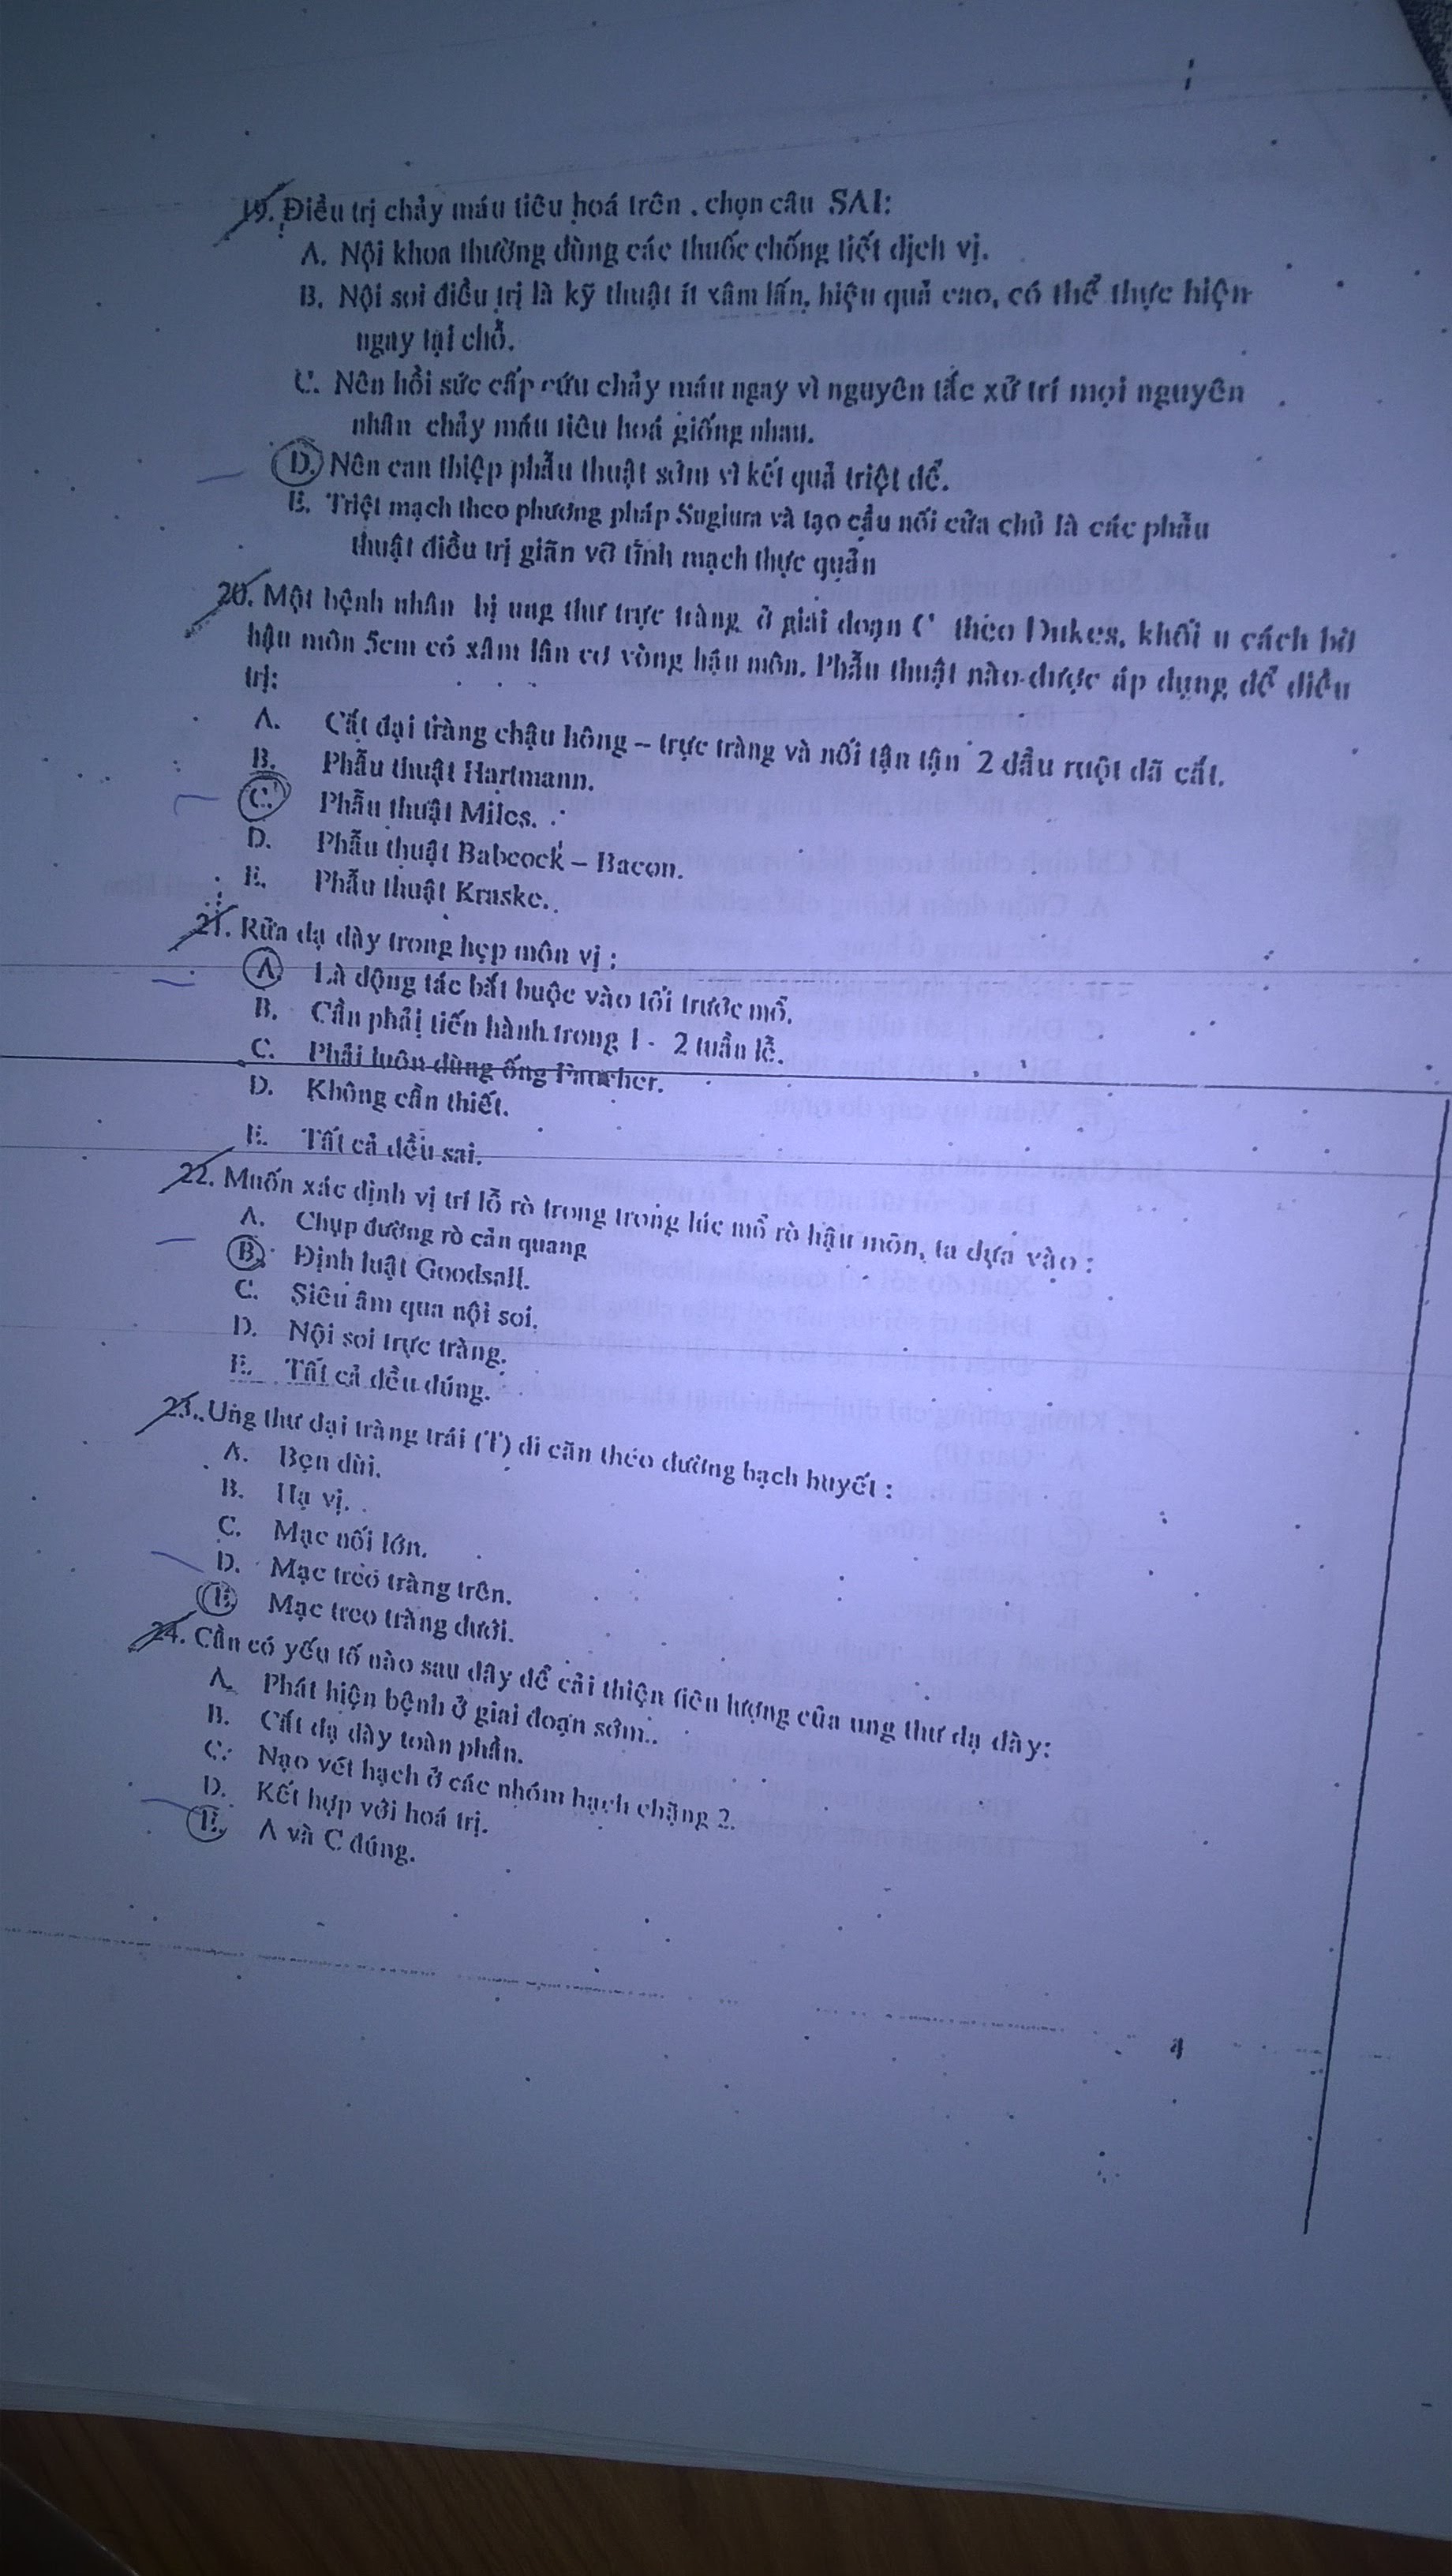 19. Điều trị chảy máu tiêu hoá trên , chọn câu SAI:
A. Nội khoa thường dùng các thuốc chống tiết dịch vị.
B. Nội soi điều trị là kỹ thuật ít xâm lấn, hiệu quả cao, có thể thực hiện
ngay tại chỗ.
C. Nên hồi sức cấp cứu chảy máu ngay vì nguyên tắc xử trí mọi nguyên
nhân chảy máu tiêu hoá giống nhau.
D. Nên can thiệp phẫu thuật sớm vì kết quả triệt để.
E. Triệt mạch theo phương pháp Sugiura và tạo cầu nối cửa chủ là các phẫu
thuật điều trị giãn vỡ tĩnh mạch thực quản
20. Một bệnh nhân bị ung thư trực tràng ở giai đoạn C theo Dukes, khối u cách bờ
hậu môn 5cm có xâm lấn cơ vòng hậu môn. Phẫu thuật nào được áp dụng để điều
trị:
A. Cắt đại tràng chậu hông – trực tràng và nối tận tận 2 đầu ruột đã cắt.
B. Phẫu thuật Hartmann.
C. Phẫu thuật Miles.
D. Phẫu thuật Babcock – Bacon.
E. Phẫu thuật Kraske.
21. Rửa dạ dày trong hẹp môn vị :
A. Là động tác bắt buộc vào tối trước mổ.
B. Cần phải tiến hành trong 1 - 2 tuần lễ.
C. Phải luôn dùng ống Faucher.
D. Không cần thiết.
E. Tất cả đều sai.
22. Muốn xác định vị trí lỗ rò trong trong lúc mổ rò hậu môn, ta dựa vào :
A. Chụp đường rò cản quang
B. Định luật Goodsall.
C. Siêu âm qua nội soi.
D. Nội soi trực tràng.
E. Tất cả đều đúng.
23. Ung thư đại tràng trái (T) di căn theo đường bạch huyết :
A. Bẹn đùi.
B. Hạ vị.
C. Mạc nối lớn.
D. Mạc treo tràng trên.
E. Mạc treo tràng dưới.
24. Cần có yếu tố nào sau đây để cải thiện tiên lượng của ung thư dạ dày:
A. Phát hiện bệnh ở giai đoạn sớm..
B. Cắt dạ dày toàn phần.
C. Nạo vét hạch ở các nhóm hạch chặng 2.
D. Kết hợp với hoá trị.
E. A và C đúng.
4